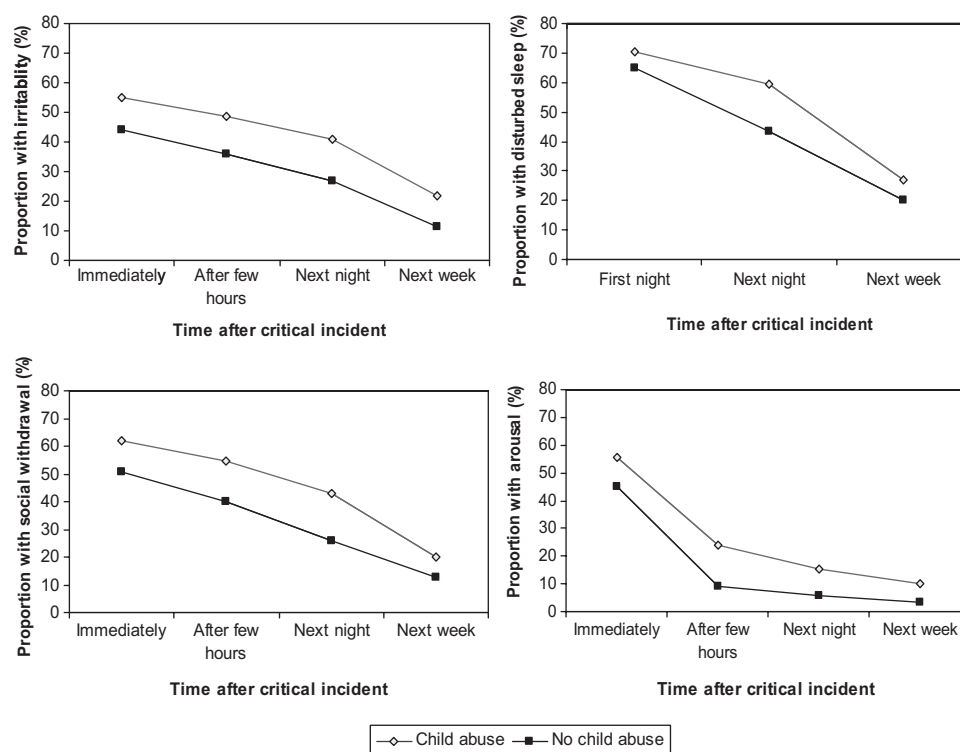 Proportion with irritablity (%)
80
70
60
50
40
30
20
10
0
Immediately
After few
hours
Next night
Next week
Time after critical incident
Proportion with disturbed sleep (%)
80
70
60
50
40
30
20
10
0
First night
Next night
Next week
Time after critical incident
Proportion with social withdrawal (%)
80
70
60
50
40
30
20
10
0
Immediately
After few
hours
Next night
Next week
Time after critical incident
Proportion with arousal (%)
80
70
60
50
40
30
20
10
0
Immediately
After few
hours
Next night
Next week
Time after critical incident
Child abuse
No child abuse